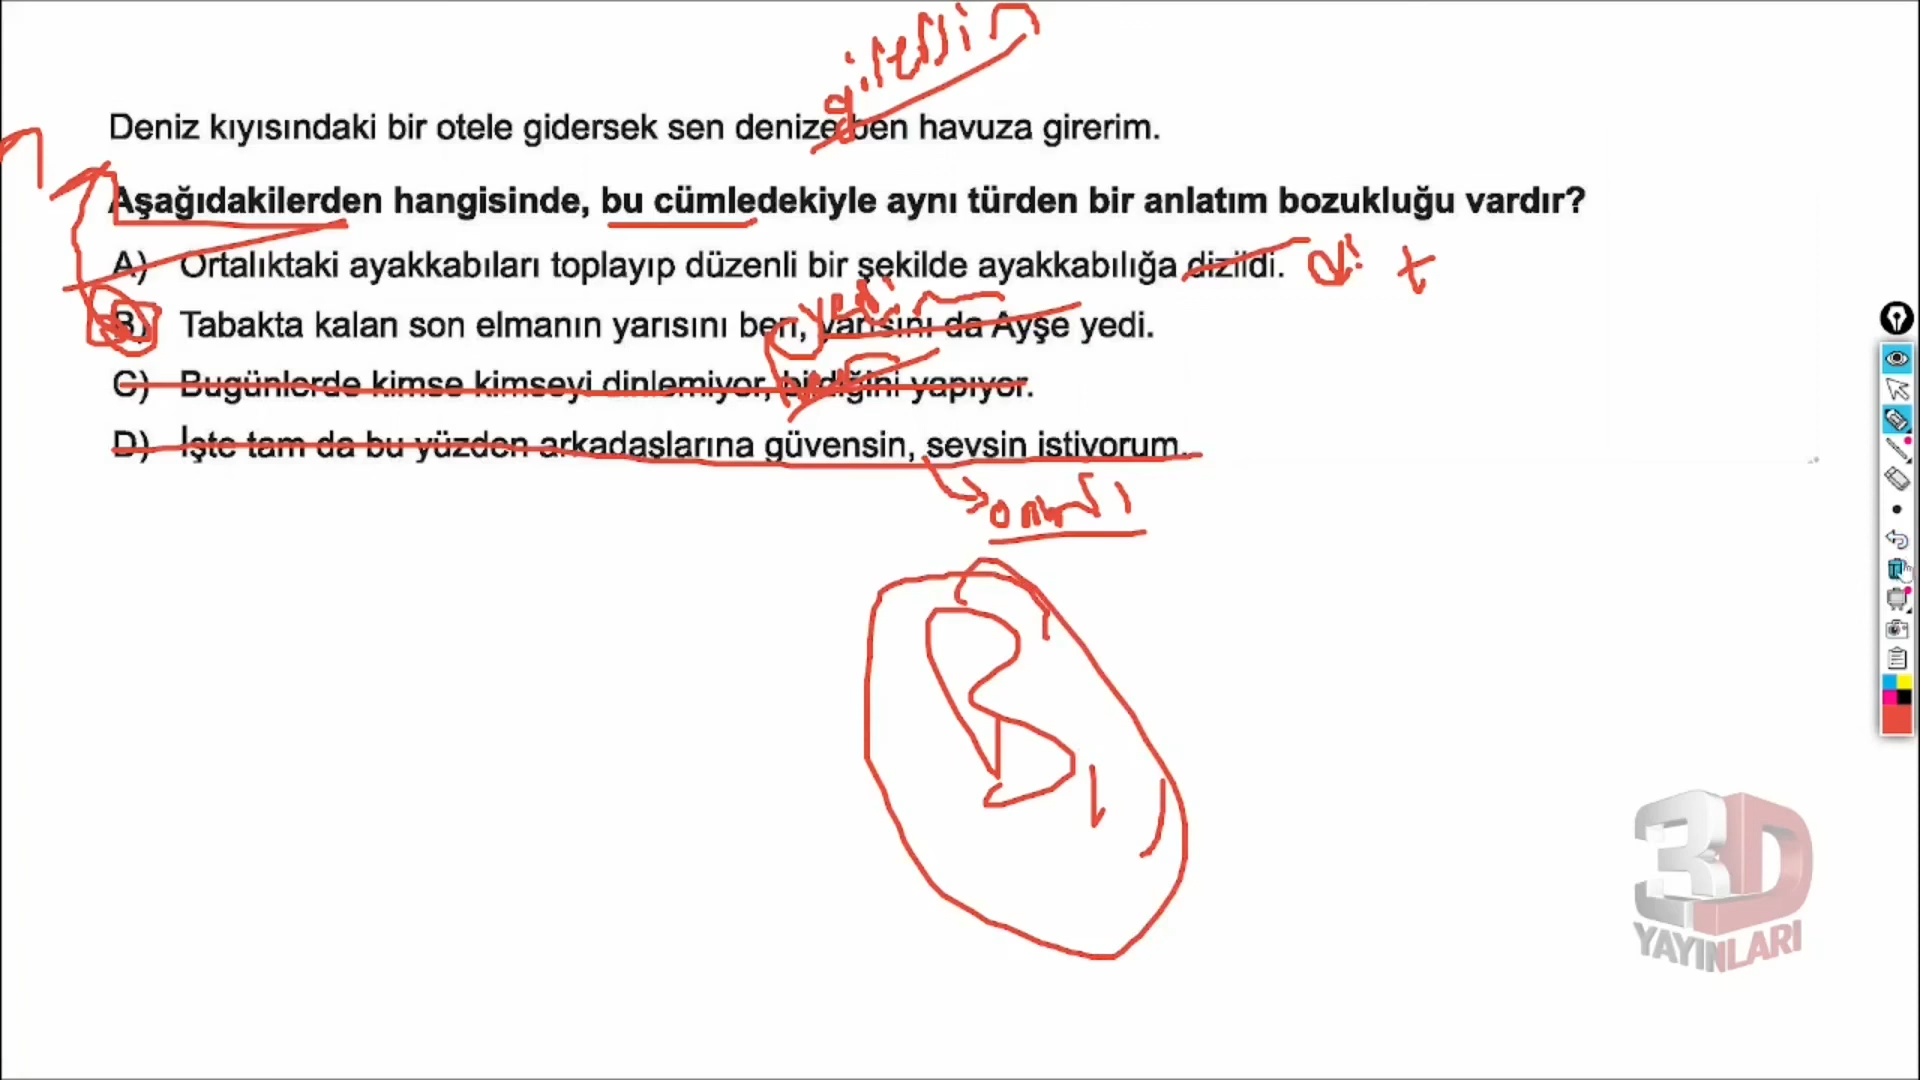 girersin
Deniz kıyısındaki bir otele gidersek sen denize ben havuza girerim.
Aşağıdakilerden hangisinde, bu cümledekiyle aynı türden bir anlatım bozukluğu vardır?
A) Ortalıktaki ayakkabıları toplayıp düzenli bir şekilde ayakkabılığa dizildi.
yedim
B) Tabakta kalan son elmanın yarısını ben, yarısını da Ayşe yedi.
C) Bugünlerde kimse kimseyi dinlemiyor, bildiğini yapıyor.
D) İşte tam da bu yüzden arkadaşlarına güvensin, sevsin istiyorum.
onları
B
3D
YAYINLARI